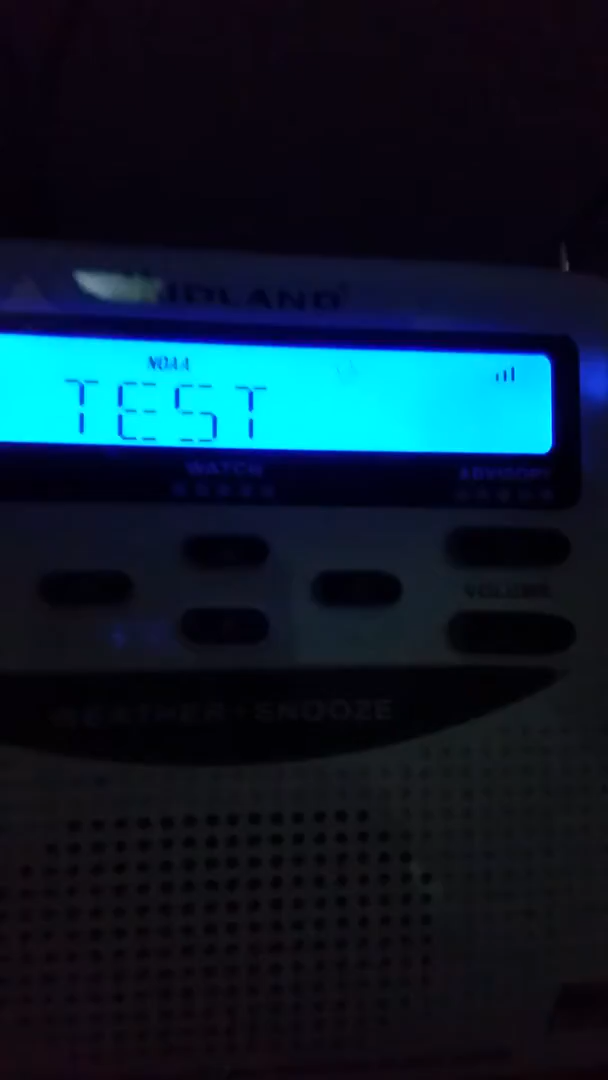 MIDLAND
NOAA
TEST
WATCH
ADVISORY
VOLUME
WEATHER + SNOOZE